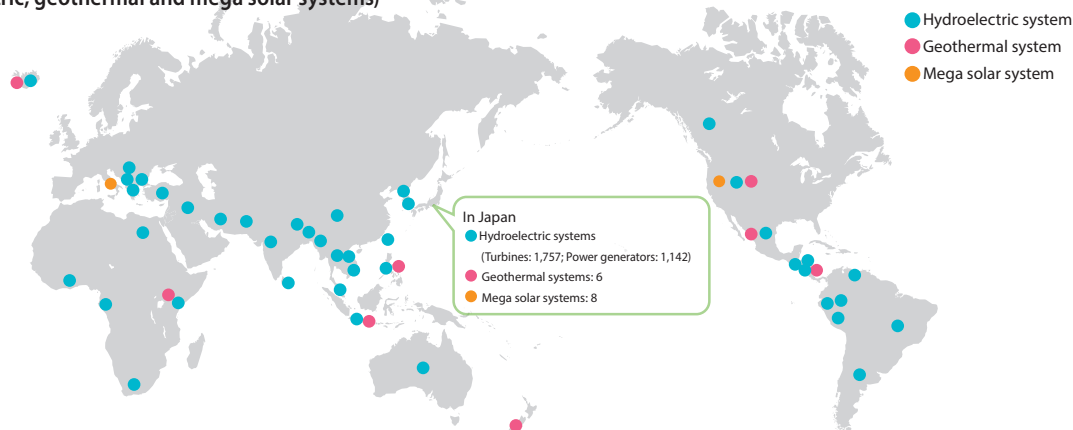 geothermal and mega solar systems)
Hydroelectric system
Geothermal system
Mega solar system
In Japan
Hydroelectric systems
(Turbines: 1,757; Power generators: 1,142)
Geothermal systems: 6
Mega solar systems: 8